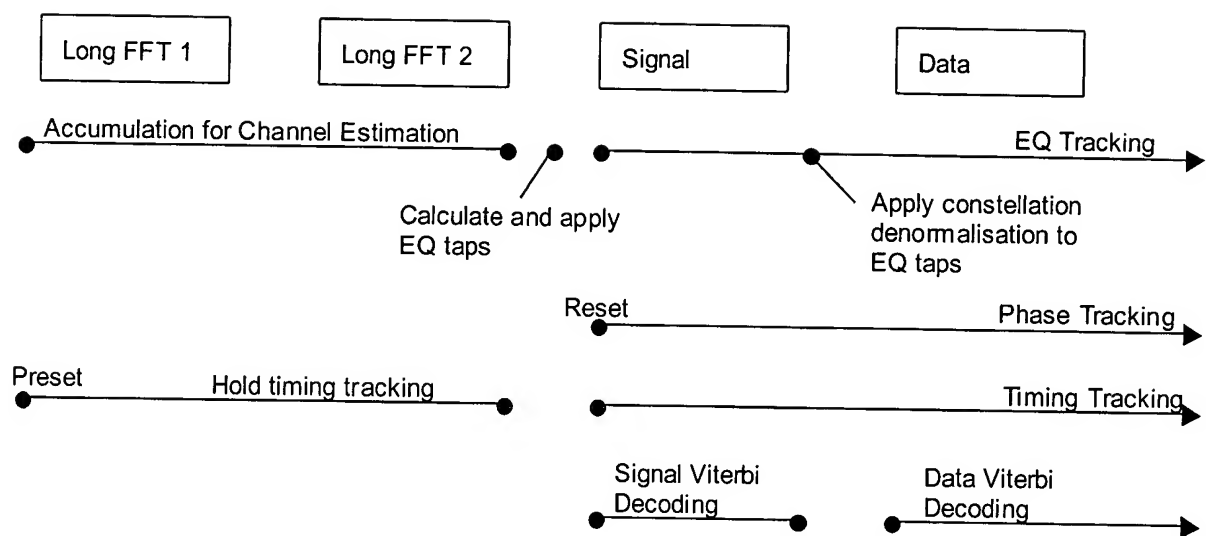 Long FFT 1
Long FFT 2
Signal
Data
Accumulation for Channel Estimation
EQ Tracking
Calculate and apply
EQ taps
Apply constellation
denormalisation to
EQ taps
Reset
Phase Tracking
Preset
Hold timing tracking
Timing Tracking
Signal Viterbi
Decoding
Data Viterbi
Decoding